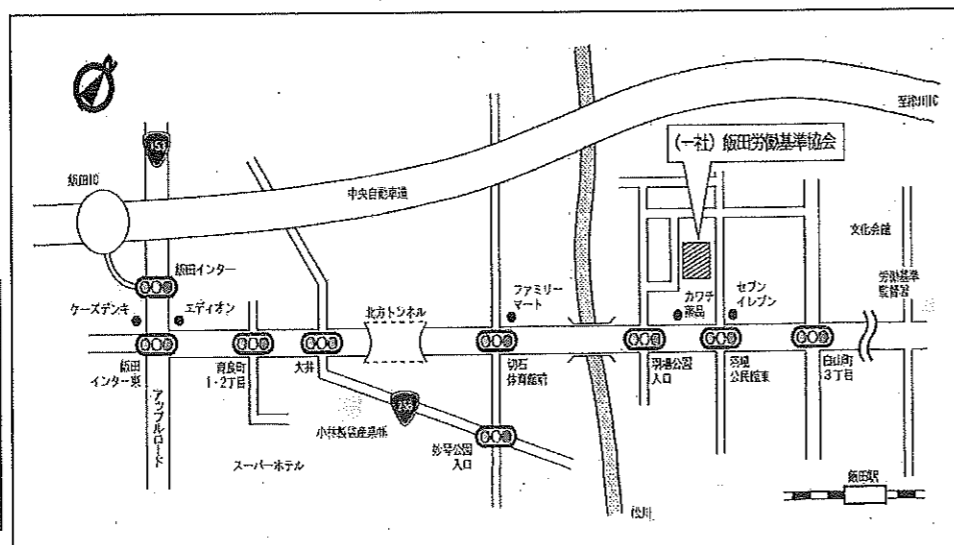 至松川IC
153
(一社) 飯田労働基準協会
飯田IC
中央自動車道
文化会館
飯田インター
労働基準
監督署
ケーズデンキ
エディオン
北方トンネル
ファミリー
マート
カワチ
薬品
セブン
イレブン
飯田
インター東
育良町
1・2丁目
大井
切石
体育館前
羽場公園
入口
羽場
公民館東
白山町
3丁目
アップルロード
小林製袋産業㈱
妙琴公園
入口
スーパーホテル
松川
飯田駅